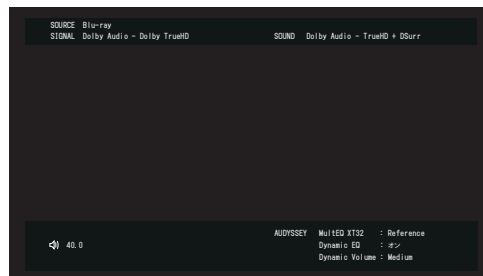 SOURCE Blu-ray
SIGNAL Dolby Audio - Dolby TrueHD SOUND Dolby Audio - TrueHD + DSurr
AUDYSSEY MultEQ XT32 : Reference
40.0 Dynamic EQ : オン
Dynamic Volume : Medium